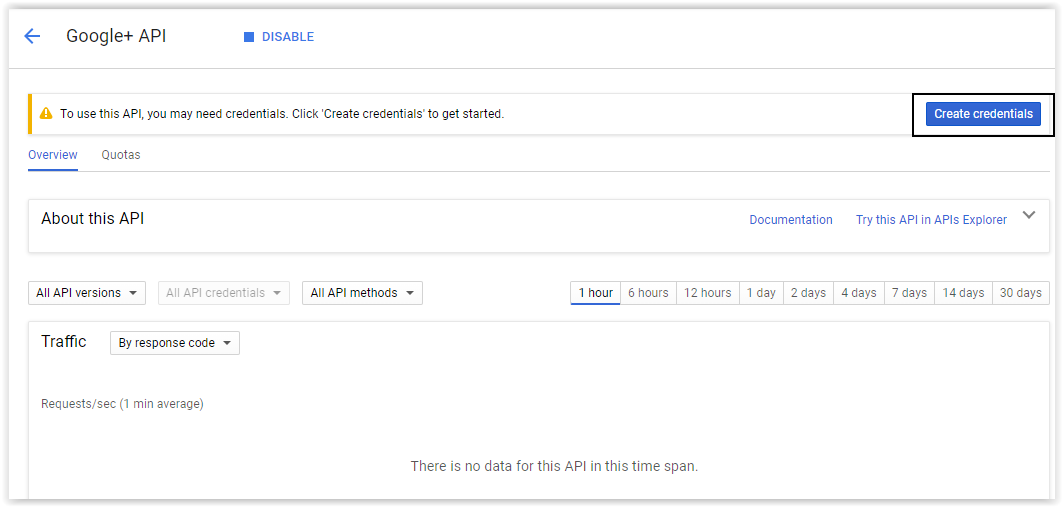 Google+ API DISABLE
To use this API, you may need credentials. Click 'Create credentials' to get started. Create credentials
Overview Quotas
About this API Documentation Try this API in APIs Explorer
All API versions All API credentials All API methods 1 hour 6 hours 12 hours 1 day 2 days 4 days 7 days 14 days 30 days
Traffic By response code
Requests/sec (1 min average)
There is no data for this API in this time span.